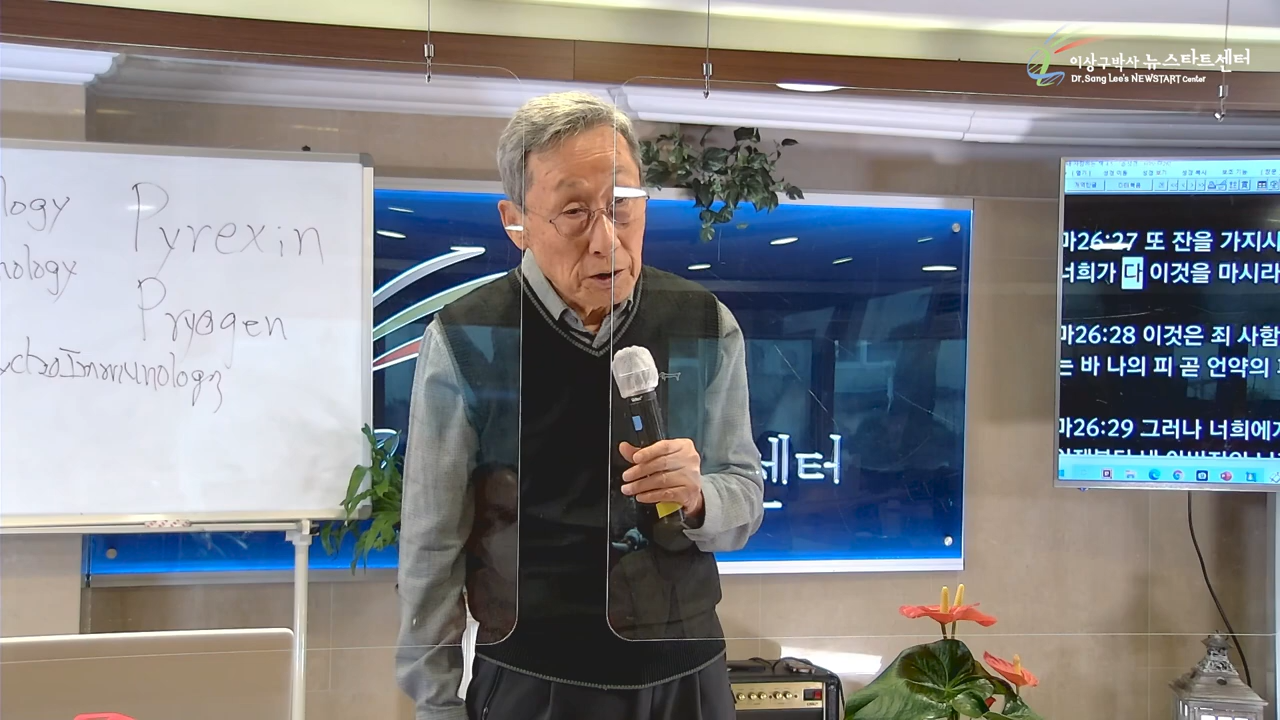 이상구박사 뉴스타트센터
Dr. Sang Lee's NEWSTART Center
logy
Pyrexin
nology
Pryogen
Immunology
센터
마26:27 또 잔을 가지시
너희가 다 이것을 마시라
마26:28 이것은 죄 사함
는 바 나의 피 곧 언약의
마26:29 그러나 너희에게